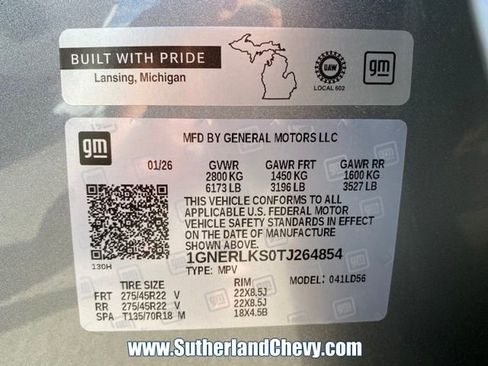 BUILT WITH PRIDE
Lansing, Michigan
UAW
LOCAL 602
gm
gm
MFD BY GENERAL MOTORS LLC
01/26 GVWR GAWR FRT GAWR RR
2800 KG 1450 KG 1600 KG
6173 LB 3196 LB 3527 LB
THIS VEHICLE CONFORMS TO ALL
APPLICABLE U.S. FEDERAL MOTOR
VEHICLE SAFETY STANDARDS IN EFFECT
ON THE DATE OF MANUFACTURE
SHOWN ABOVE.
1GNERLKS0TJ264854
130H
TYPE: MPV MODEL: 041LD56
TIRE SIZE RIM
FRT 275/45R22 V 22X8.5J
RR 275/45R22 V 22X8.5J
SPA T135/70R18 M 18X4.5B
www.SutherlandChevy.com